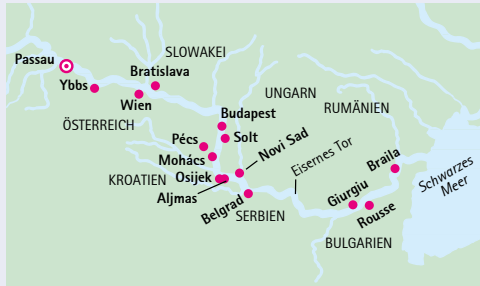 SLOWAKEI
Passau
Bratislava
Ybbs
UNGARN
Wien
RUMÄNIEN
Budapest
ÖSTERREICH
Solt
Pécs
Novi Sad
Mohács
Eisernes Tor
Braila
Schwarzes
Meer
KROATIEN
Osijek
Aljmas
Giurgiu
Belgrad
SERBIEN
Rousse
BULGARIEN